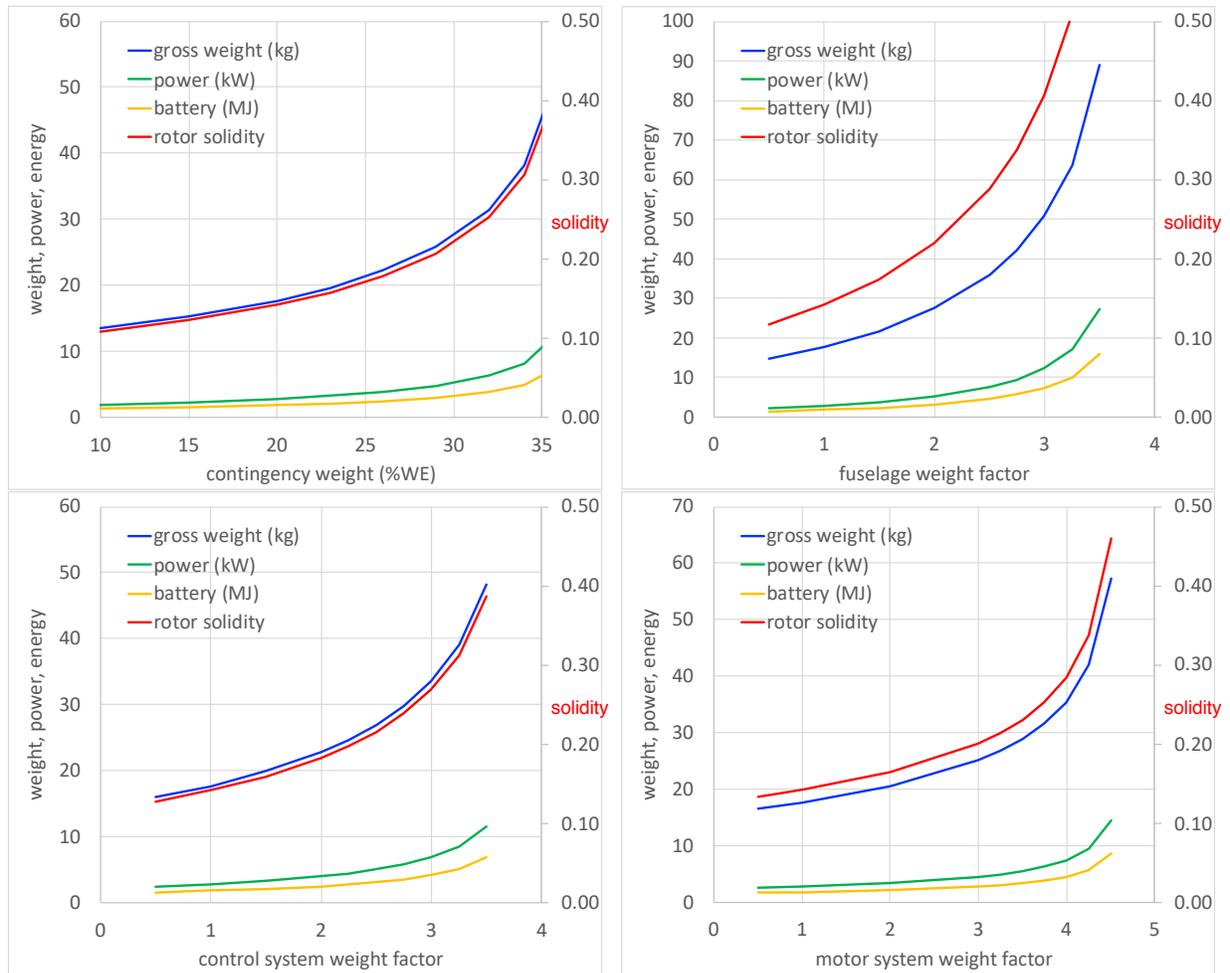 60
50
40
30
20
10
0
0.50
0.40
0.30
0.20
0.10
0.00
10 15 20 25 30 35
gross weight (kg)
power (kW)
battery (MJ)
rotor solidity
weight, power, energy
solidity
contingency weight (%WE)
100
90
80
70
60
50
40
30
20
10
0
0.50
0.40
0.30
0.20
0.10
0.00
0 1 2 3 4
gross weight (kg)
power (kW)
battery (MJ)
rotor solidity
weight, power, energy
solidity
fuselage weight factor
60
50
40
30
20
10
0
0.50
0.40
0.30
0.20
0.10
0.00
0 1 2 3 4
gross weight (kg)
power (kW)
battery (MJ)
rotor solidity
weight, power, energy
solidity
control system weight factor
70
60
50
40
30
20
10
0
0.50
0.40
0.30
0.20
0.10
0.00
0 1 2 3 4 5
gross weight (kg)
power (kW)
battery (MJ)
rotor solidity
weight, power, energy
solidity
motor system weight factor